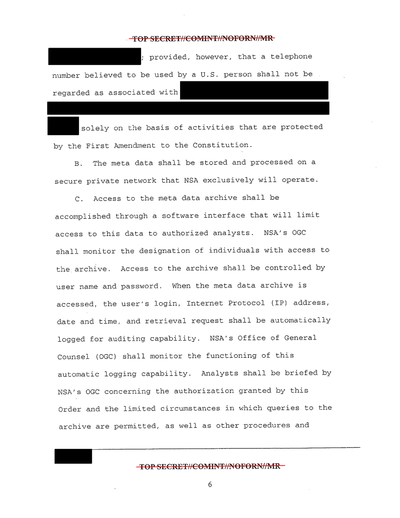 TOP SECRET//COMINT//NOFORN//MR
; provided, however, that a telephone
number believed to be used by a U.S. person shall not be
regarded as associated with
solely on the basis of activities that are protected
by the First Amendment to the Constitution.
B. The meta data shall be stored and processed on a
secure private network that NSA exclusively will operate.
C. Access to the meta data archive shall be
accomplished through a software interface that will limit
access to this data to authorized analysts. NSA's OGC
shall monitor the designation of individuals with access to
the archive. Access to the archive shall be controlled by
user name and password. When the meta data archive is
accessed, the user's login, Internet Protocol (IP) address,
date and time, and retrieval request shall be automatically
logged for auditing capability. NSA's Office of General
Counsel (OGC) shall monitor the functioning of this
automatic logging capability. Analysts shall be briefed by
NSA's OGC concerning the authorization granted by this
Order and the limited circumstances in which queries to the
archive are permitted, as well as other procedures and
TOP SECRET//COMINT//NOFORN//MR
6